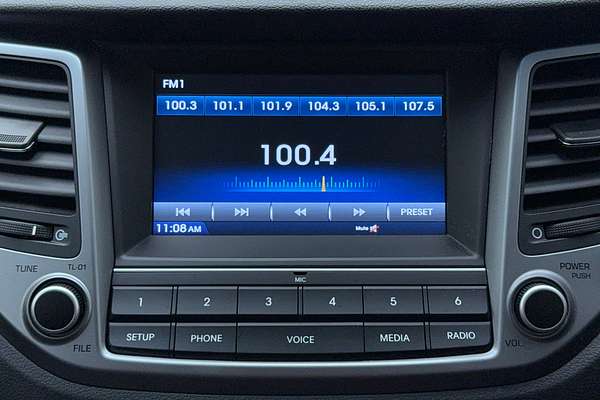 FM1
100.3 101.1 101.9 104.3 105.1 107.5
100.4
PRESET
11:08 AM Mute
TUNE TL-01 MIC POWER
PUSH
1 2 3 4 5 6
SETUP PHONE VOICE MEDIA RADIO
FILE VOL